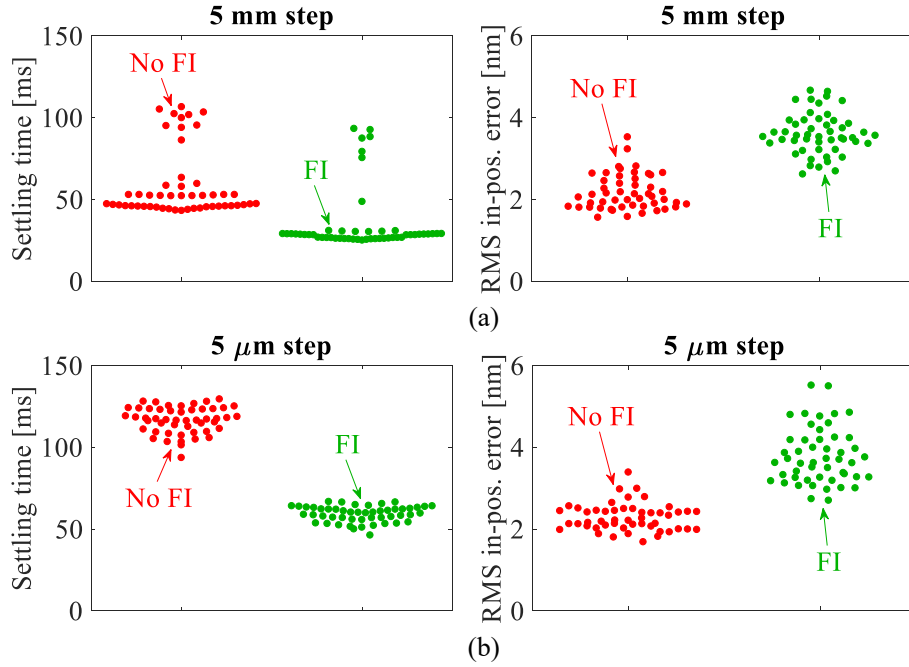 5 mm step
Settling time [ms]
150
100
50
0
No FI
FI
5 mm step
RMS in-pos. error [nm]
6
4
2
0
No FI
FI
(a)
5 μm step
Settling time [ms]
150
100
50
0
No FI
FI
5 μm step
RMS in-pos. error [nm]
6
4
2
0
No FI
FI
(b)